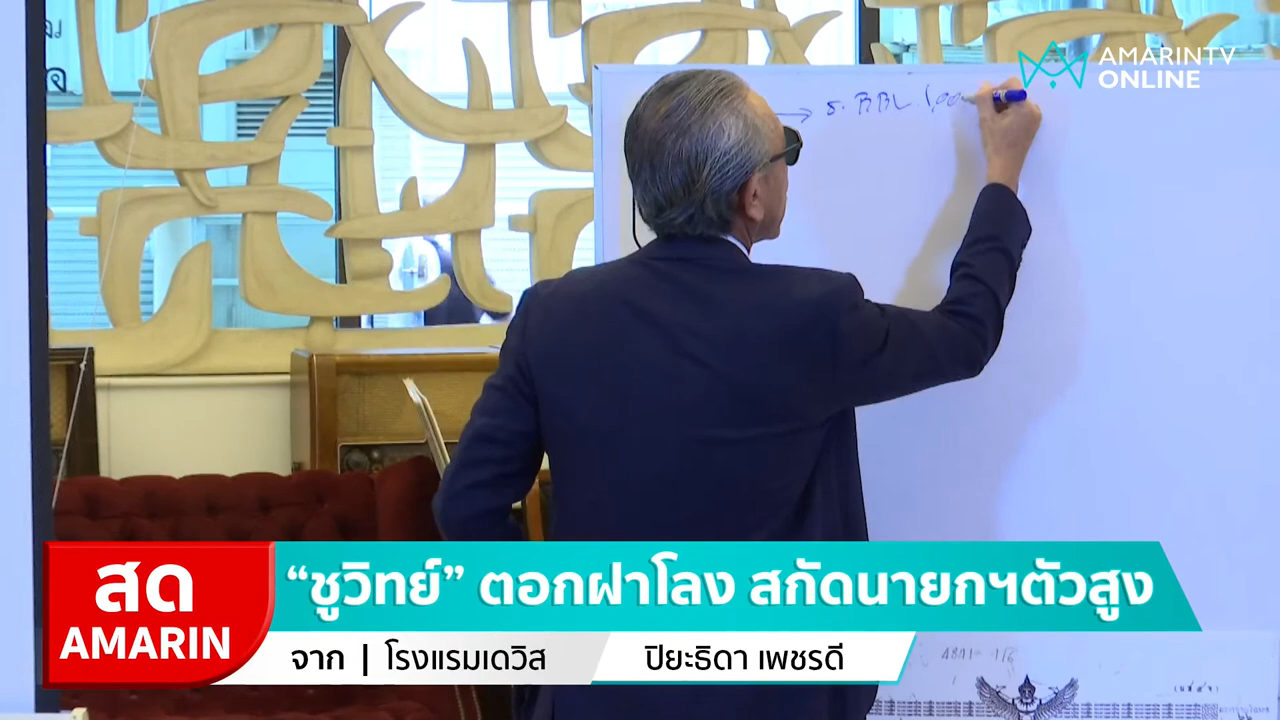 AMARINTV
ONLINE
สด
AMARIN
“ชูวิทย์” ตอกฝาโลง สกัดนายกฯตัวสูง
จาก | โรงแรมเดวิส
ปิยะธิดา เพชรดี